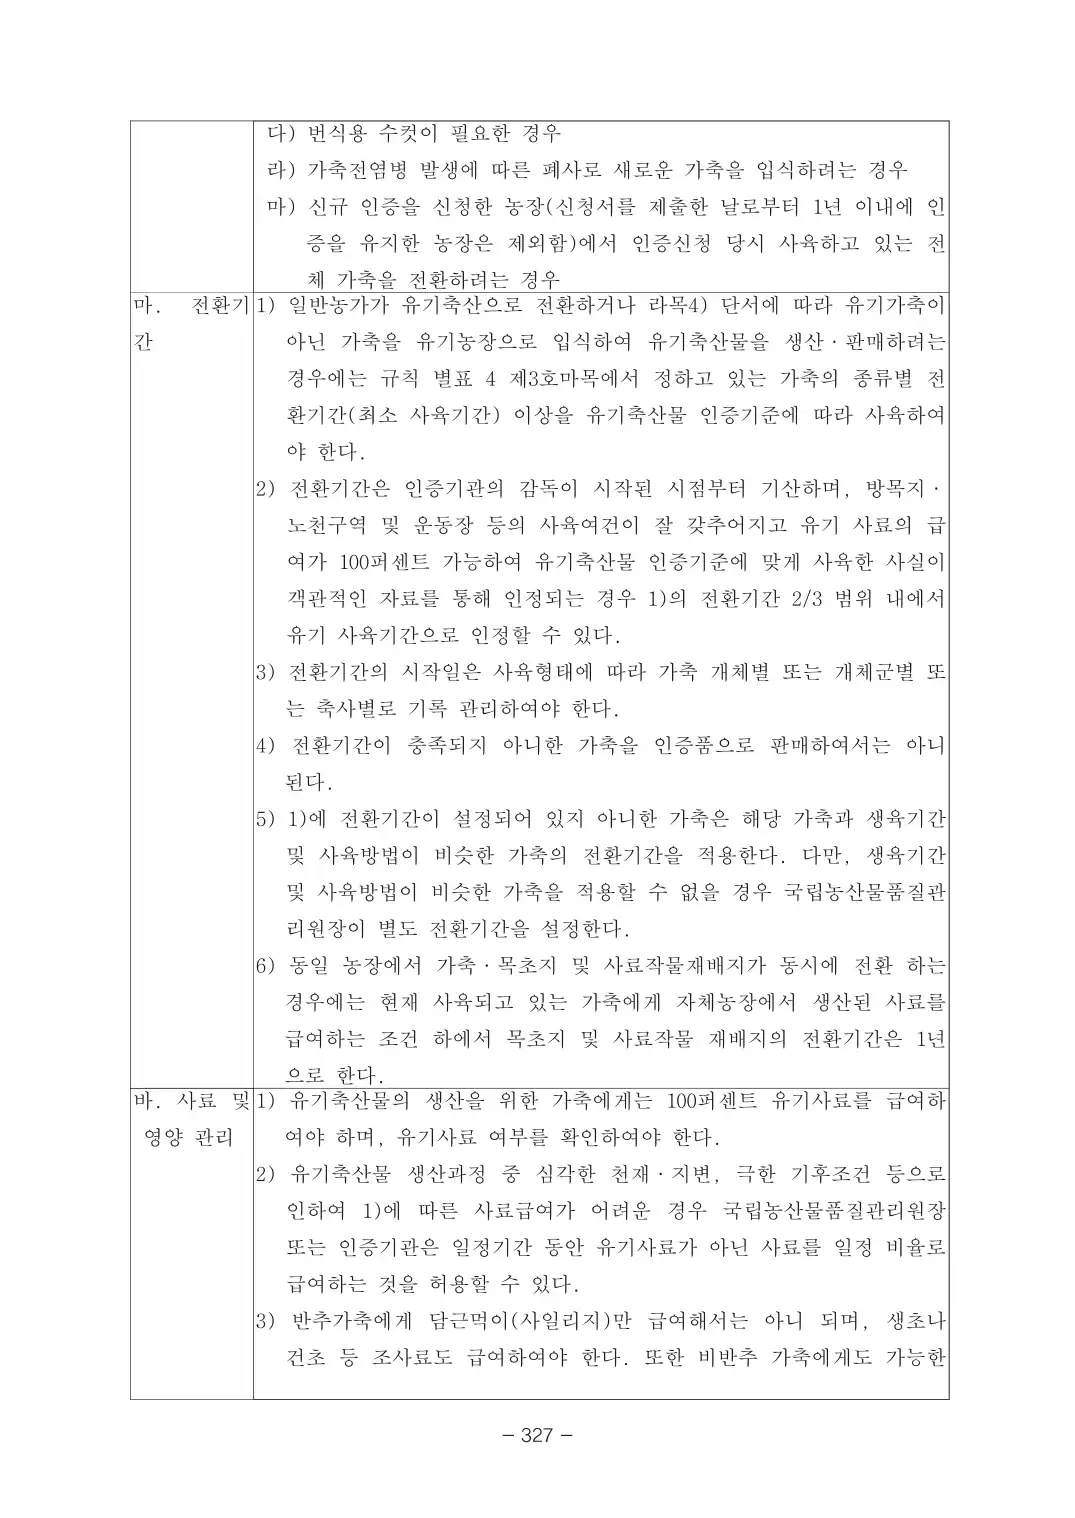 다) 번식용 수컷이 필요한 경우
라) 가축전염병 발생에 따른 폐사로 새로운 가축을 입식하려는 경우
마) 신규 인증을 신청한 농장(신청서를 제출한 날로부터 1년 이내에 인
증을 유지한 농장은 제외함)에서 인증신청 당시 사육하고 있는 전
체 가축을 전환하려는 경우
마. 전환기
간
1) 일반농가가 유기축산으로 전환하거나 라목4) 단서에 따라 유기가축이
아닌 가축을 유기농장으로 입식하여 유기축산물을 생산·판매하려는
경우에는 규칙 별표 4 제3호마목에서 정하고 있는 가축의 종류별 전
환기간(최소 사육기간) 이상을 유기축산물 인증기준에 따라 사육하여
야 한다.
2) 전환기간은 인증기관의 감독이 시작된 시점부터 기산하며, 방목지·
노천구역 및 운동장 등의 사육여건이 잘 갖추어지고 유기 사료의 급
여가 100퍼센트 가능하여 유기축산물 인증기준에 맞게 사육한 사실이
객관적인 자료를 통해 인정되는 경우 1)의 전환기간 2/3 범위 내에서
유기 사육기간으로 인정할 수 있다.
3) 전환기간의 시작일은 사육형태에 따라 가축 개체별 또는 개체군별 또
는 축사별로 기록 관리하여야 한다.
4) 전환기간이 충족되지 아니한 가축을 인증품으로 판매하여서는 아니
된다.
5) 1)에 전환기간이 설정되어 있지 아니한 가축은 해당 가축과 생육기간
및 사육방법이 비슷한 가축의 전환기간을 적용한다. 다만, 생육기간
및 사육방법이 비슷한 가축을 적용할 수 없을 경우 국립농산물품질관
리원장이 별도 전환기간을 설정한다.
6) 동일 농장에서 가축·목초지 및 사료작물재배지가 동시에 전환 하는
경우에는 현재 사육되고 있는 가축에게 자체농장에서 생산된 사료를
급여하는 조건 하에서 목초지 및 사료작물 재배지의 전환기간은 1년
으로 한다.
바. 사료 및
영양 관리
1) 유기축산물의 생산을 위한 가축에게는 100퍼센트 유기사료를 급여하
여야 하며, 유기사료 여부를 확인하여야 한다.
2) 유기축산물 생산과정 중 심각한 천재·지변, 극한 기후조건 등으로
인하여 1)에 따른 사료급여가 어려운 경우 국립농산물품질관리원장
또는 인증기관은 일정기간 동안 유기사료가 아닌 사료를 일정 비율로
급여하는 것을 허용할 수 있다.
3) 반추가축에게 담근먹이(사일리지)만 급여해서는 아니 되며, 생초나
건초 등 조사료도 급여하여야 한다. 또한 비반추 가축에게도 가능한
- 327 -